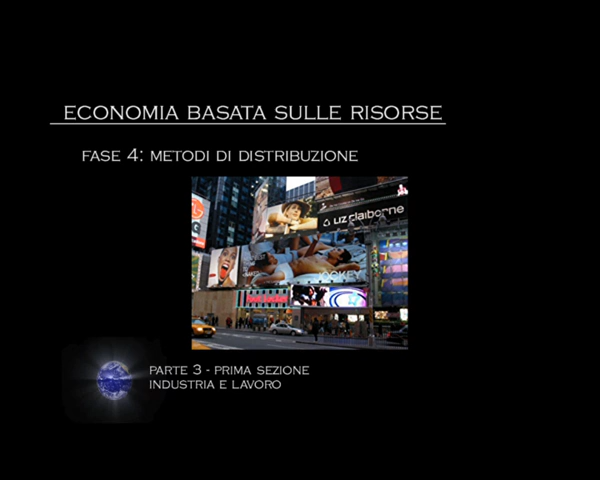 ECONOMIA BASATA SULLE RISORSE
FASE 4: METODI DI DISTRIBUZIONE
LIZ CLAIBORNE
JOCKEY
PARTE 3 - PRIMA SEZIONE
INDUSTRIA E LAVORO